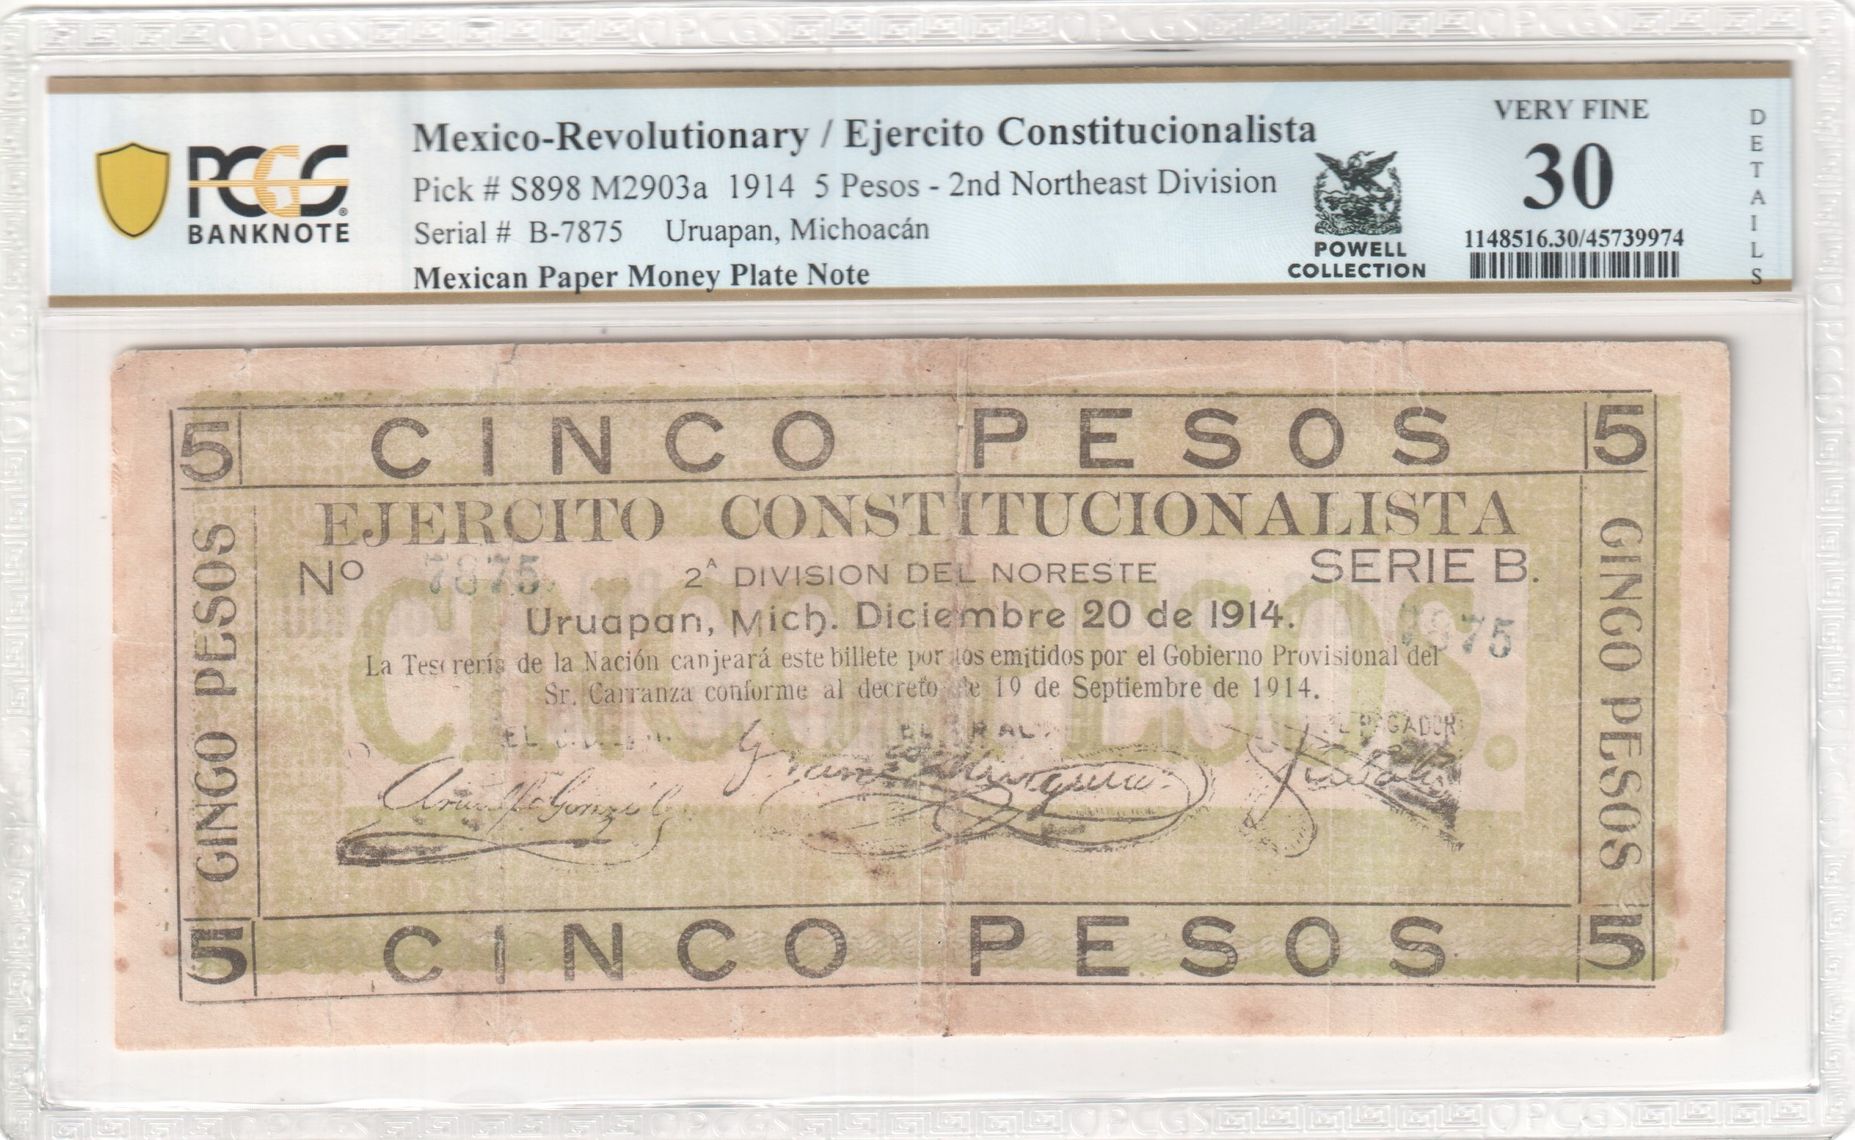 PCGS BANKNOTE
Mexico-Revolutionary / Ejercito Constitucionalista
Pick # S898 M2903a 1914 5 Pesos - 2nd Northeast Division
Serial # B-7875 Uruapan, Michoacán
Mexican Paper Money Plate Note
POWELL
COLLECTION
VERY FINE
30
1148516.30/45739974
DETAILS
5 CINCO PESOS 5
EJERCITO CONSTITUCIONALISTA
Nº 7875 2ª DIVISION DEL NORESTE SERIE B.
Uruapan, Mich. Diciembre 20 de 1914.
7875
La Tesorería de la Nación canjeará este billete por los emitidos por el Gobierno Provisional del
Sr. Carranza conforme al decreto de 19 de Septiembre de 1914.
EL PAGADOR
GINGO PESOS
GINGO PESOS
CINCO PESOS.
5 CINCO PESOS 5